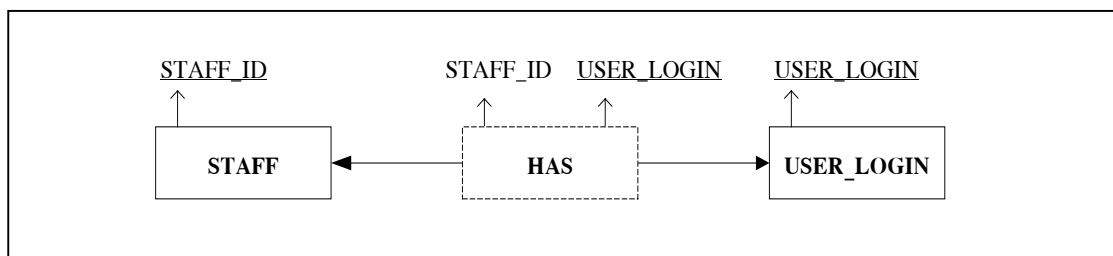 STAFF_ID STAFF_ID USER_LOGIN USER_LOGIN
STAFF HAS USER_LOGIN